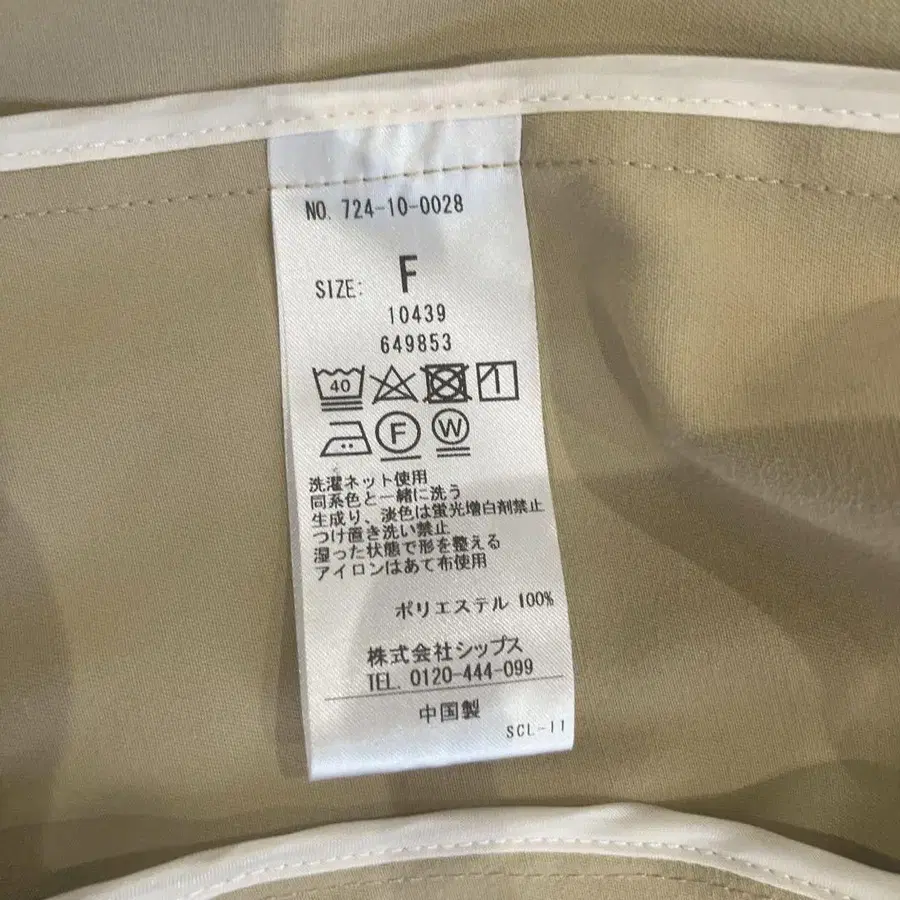 NO. 724-10-0028
SIZE: F
10439
649853
40
F W
洗濯ネット使用
同系色と一緒に洗う
生成り、淡色は蛍光増白剤禁止
つけ置き洗い禁止
湿った状態で形を整える
アイロンはあて布使用
ポリエステル 100%
株式会社シップス
TEL. 0120-444-099
中国製
SCL-11